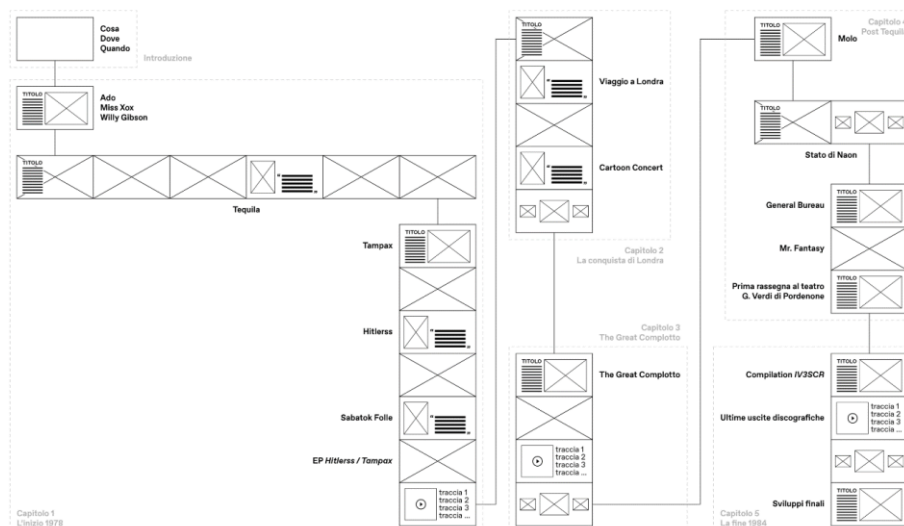 Cosa
Dove
Quando
Introduzione
TITOLO
Ado
Miss Xox
Willy Gibson
TITOLO
Tequila
Tampax
TITOLO
Hitlerss
Sabatok Folle
EP Hitlerss / Tampax
traccia 1
traccia 2
traccia 3
traccia ...
Capitolo 1
L'inizio 1978
TITOLO
Viaggio a Londra
Cartoon Concert
Capitolo 2
La conquista di Londra
Capitolo 3
The Great Complotto
TITOLO
The Great Complotto
traccia 1
traccia 2
traccia 3
traccia ...
TITOLO
Molo
Capitolo
Post Tequila
TITOLO
Stato di Naon
General Bureau
TITOLO
Mr. Fantasy
Prima rassegna al teatro
G. Verdi di Pordenone
TITOLO
Compilation IV3SCR
TITOLO
Ultime uscite discografiche
traccia 1
traccia 2
traccia 3
traccia ...
Sviluppi finali
TITOLO
Capitolo 5
La fine 1984